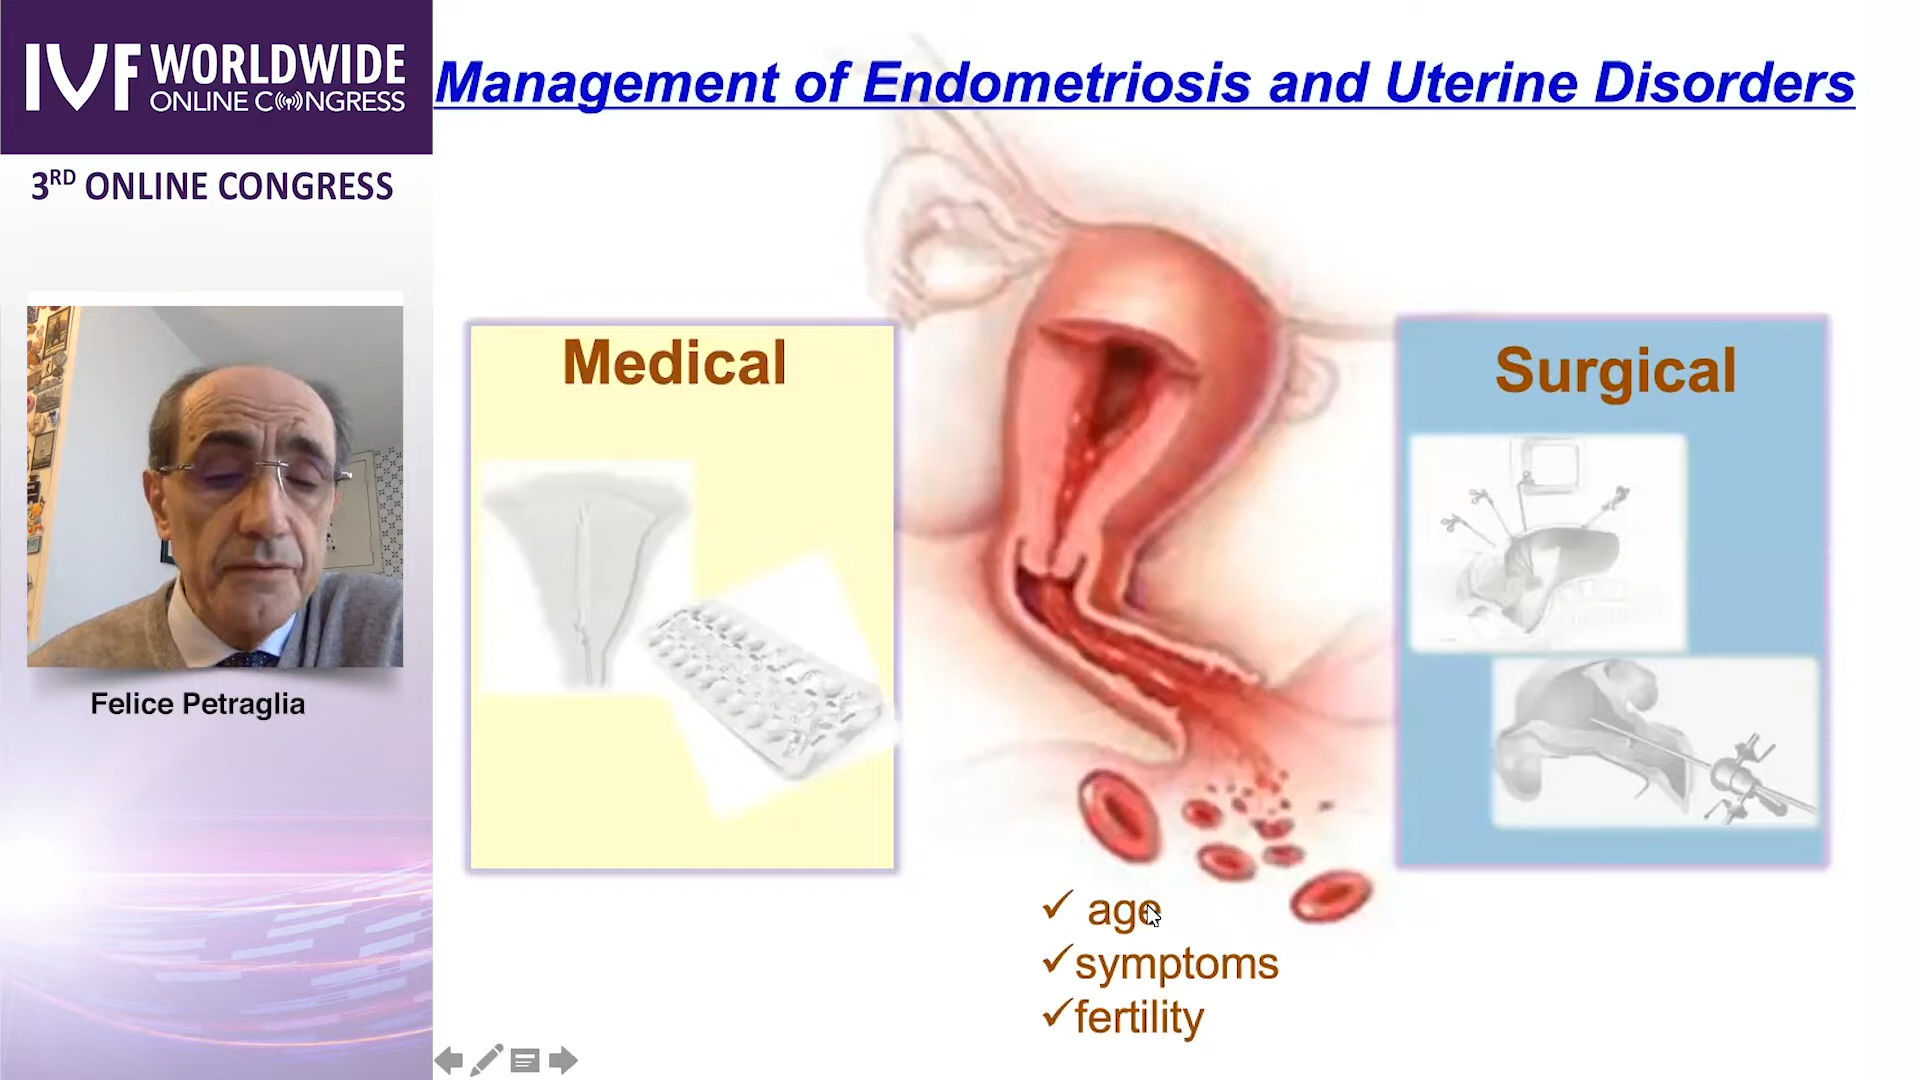 IVF WORLDWIDE
ONLINE CONGRESS
3RD ONLINE CONGRESS
Felice Petraglia
Management of Endometriosis and Uterine Disorders
Medical
Surgical
✓ age
✓symptoms
✓fertility